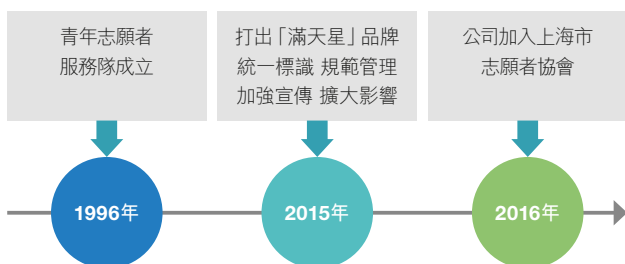 青年志願者
服務隊成立
打出「滿天星」品牌
統一標識 規範管理
加強宣傳 擴大影響
公司加入上海市
志願者協會
1996年
2015年
2016年